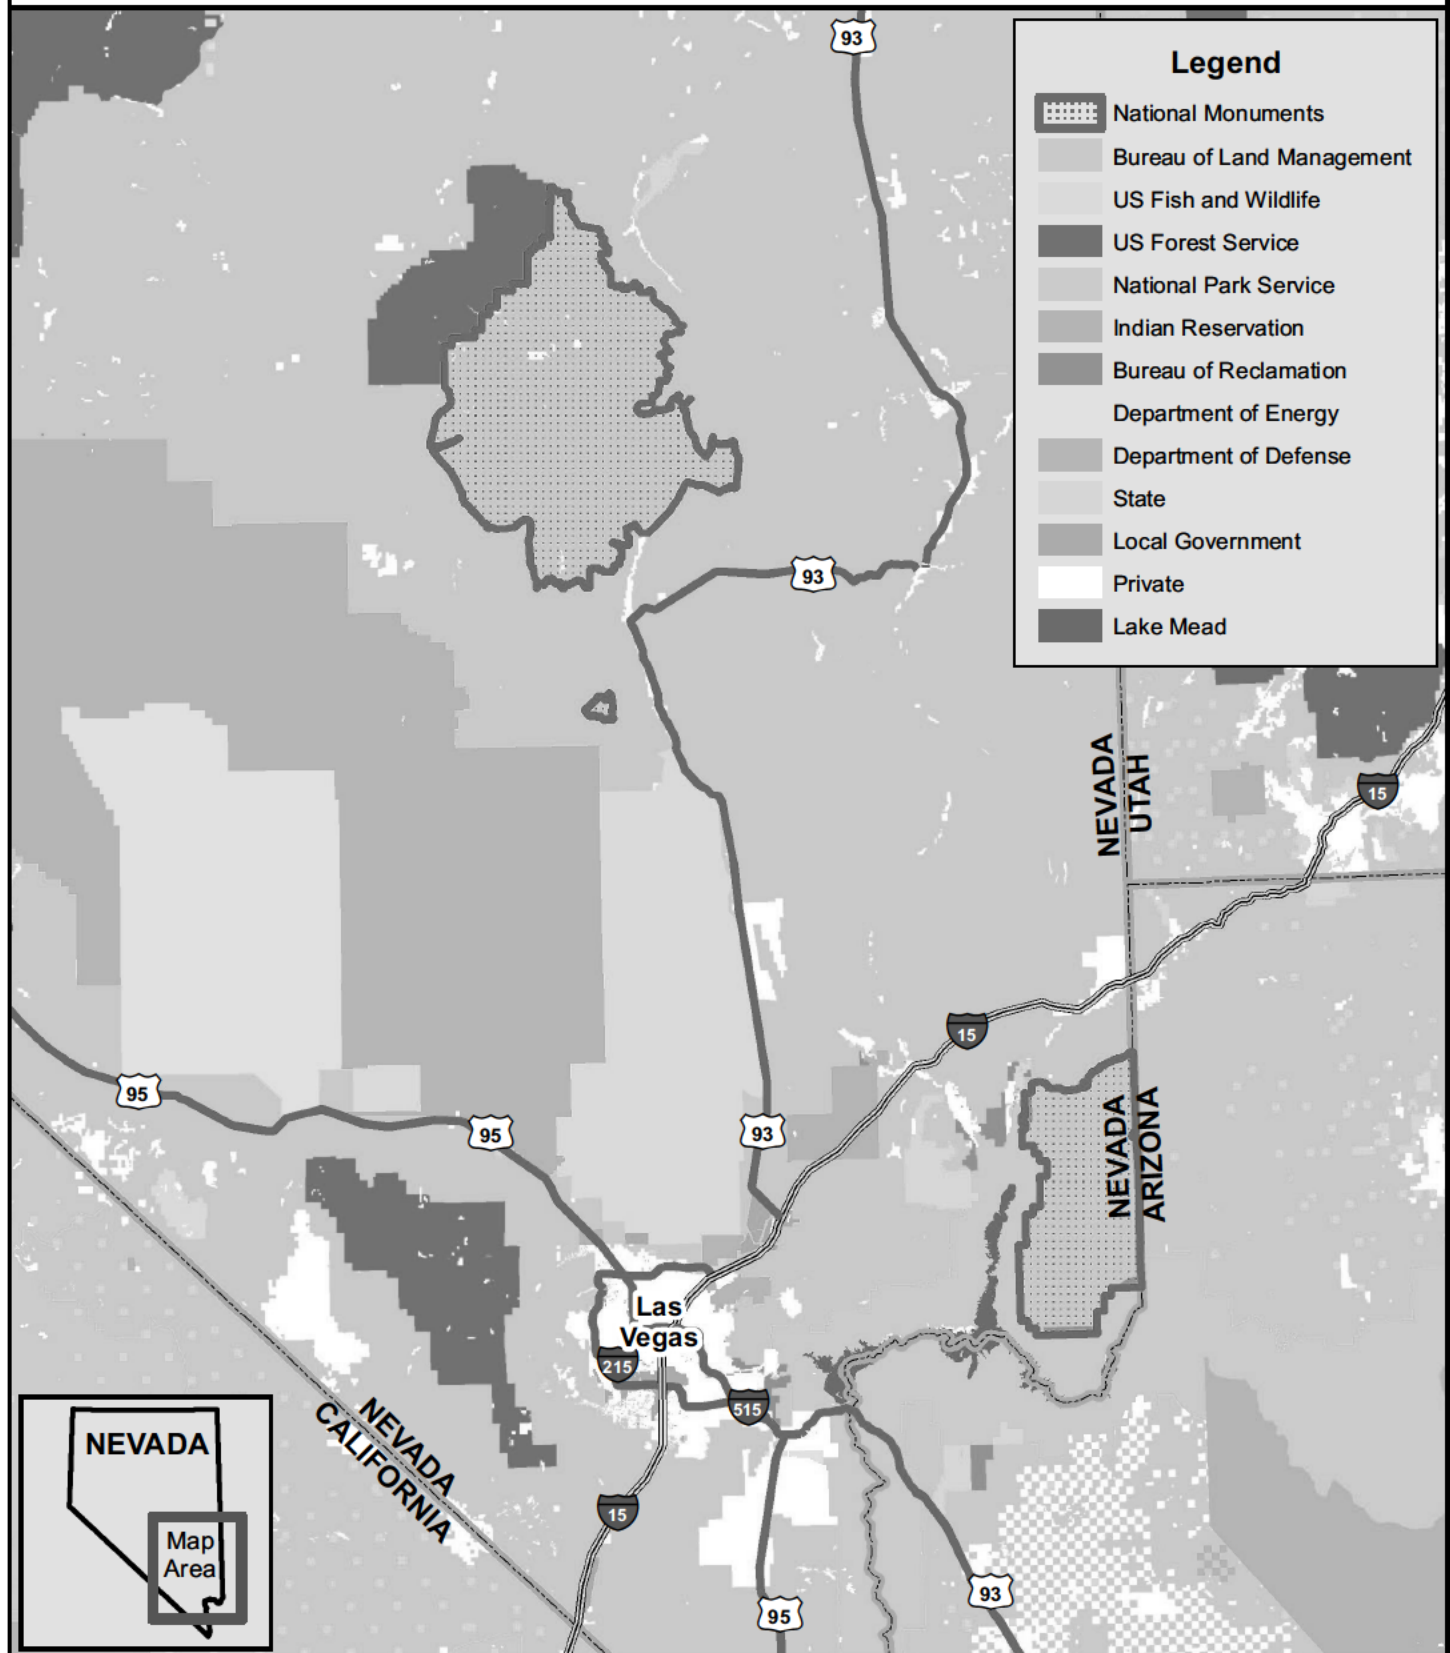 93
Legend
National Monuments
Bureau of Land Management
US Fish and Wildlife
US Forest Service
National Park Service
Indian Reservation
Bureau of Reclamation
Department of Energy
Department of Defense
State
Local Government
Private
Lake Mead
93
NEVADA
UTAH
15
15
95
95
93
NEVADA
ARIZONA
Las
Vegas
215
515
NEVADA
CALIFORNIA
15
95
93
NEVADA
Map
Area